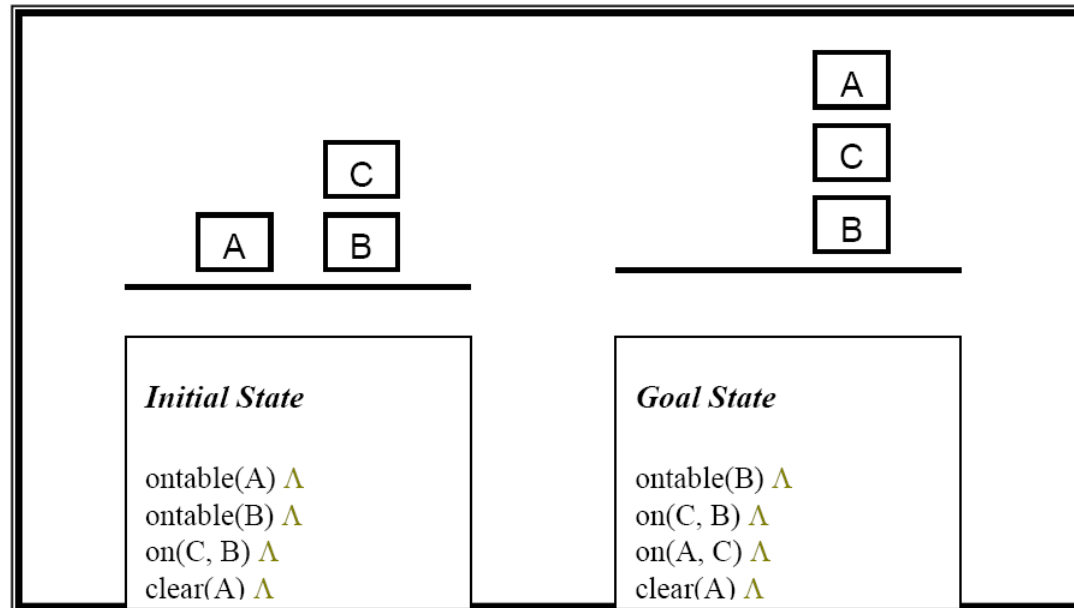 A
C
C
A
B
B
Initial State
ontable(A) Λ
ontable(B) Λ
on(C, B) Λ
clear(A) Λ
Goal State
ontable(B) Λ
on(C, B) Λ
on(A, C) Λ
clear(A) Λ